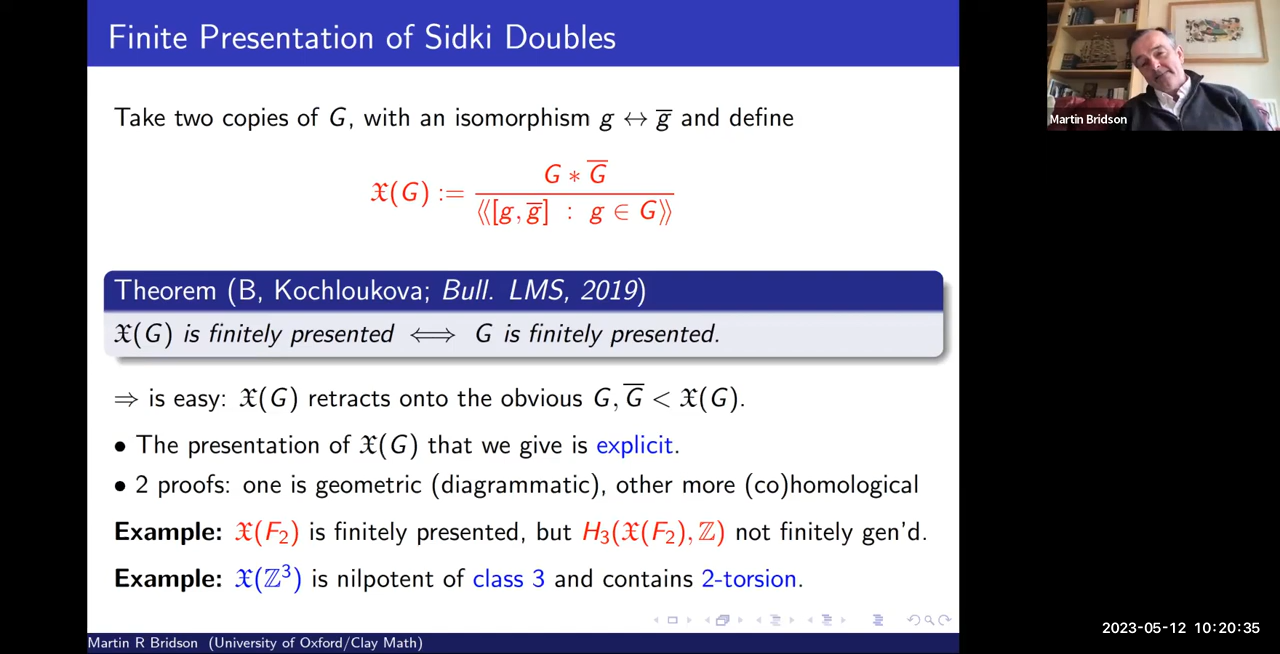 Finite Presentation of Sidki Doubles
Take two copies of G, with an isomorphism g ↔ g̅ and define
𝔛(G) := G ∗ G̅ / ⟨⟨[g, g̅] : g ∈ G⟩⟩
Theorem (B, Kochloukova; Bull. LMS, 2019)
𝔛(G) is finitely presented ⟺ G is finitely presented.
⇒ is easy: 𝔛(G) retracts onto the obvious G, G̅ < 𝔛(G).
• The presentation of 𝔛(G) that we give is explicit.
• 2 proofs: one is geometric (diagrammatic), other more (co)homological
Example: 𝔛(F₂) is finitely presented, but H₃(𝔛(F₂), ℤ) not finitely gen'd.
Example: 𝔛(ℤ³) is nilpotent of class 3 and contains 2-torsion.
Martin R Bridson (University of Oxford/Clay Math)
Martin Bridson
2023-05-12 10:20:35